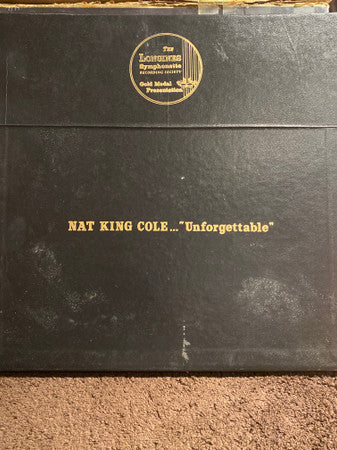 The
LONGINES
Symphonette
RECORDING SOCIETY
Gold Medal
Presentation
NAT KING COLE..."Unforgettable"